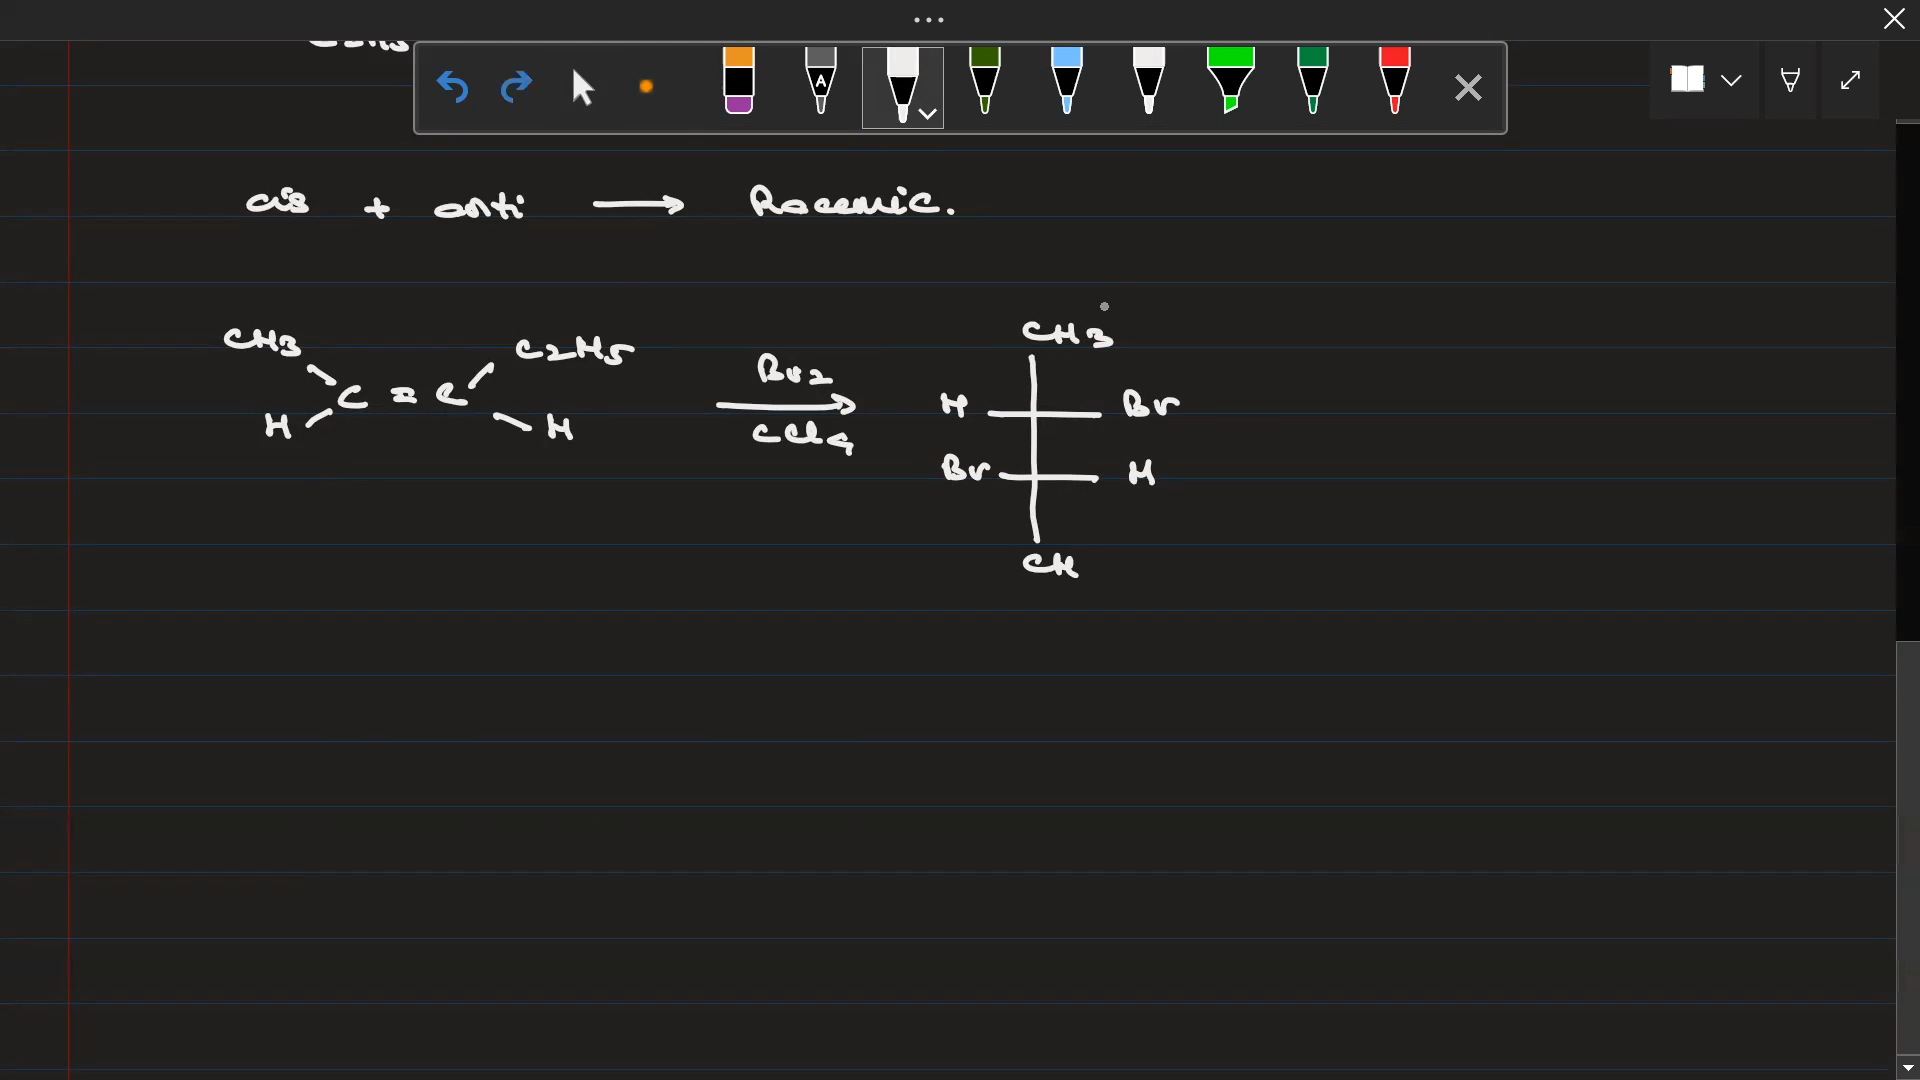 cis + anti → Racemic.
CH3 C2H5
C = C
H H
Br2
CCl4
CH3
H Br
Br H
CH